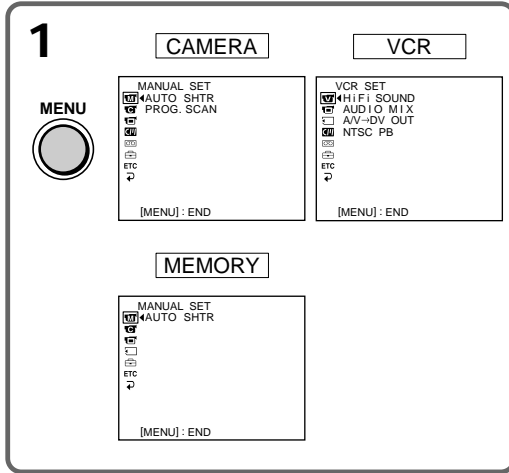 1
CAMERA
VCR
MENU
MANUAL SET
AUTO SHTR
PROG. SCAN
ETC
[MENU] : END
VCR SET
HiFi SOUND
AUDIO MIX
A/V→DV OUT
NTSC PB
ETC
[MENU] : END
MEMORY
MANUAL SET
AUTO SHTR
ETC
[MENU] : END